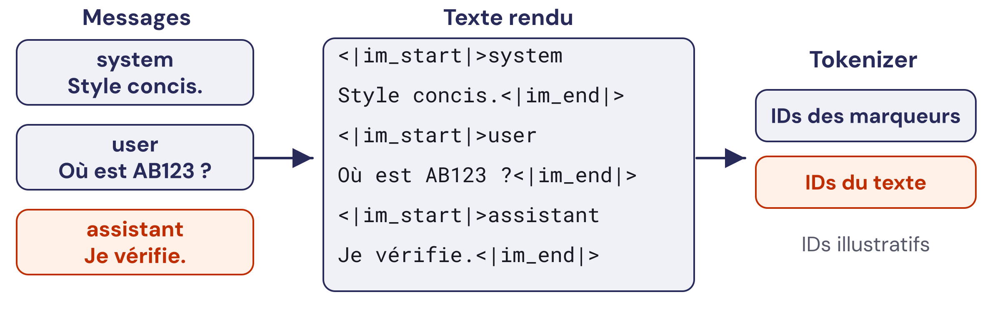 Messages
system
Style concis.
user
Où est AB123 ?
assistant
Je vérifie.
Texte rendu
<|im_start|>system
Style concis.<|im_end|>
<|im_start|>user
Où est AB123 ?<|im_end|>
<|im_start|>assistant
Je vérifie.<|im_end|>
Tokenizer
IDs des marqueurs
IDs du texte
IDs illustratifs